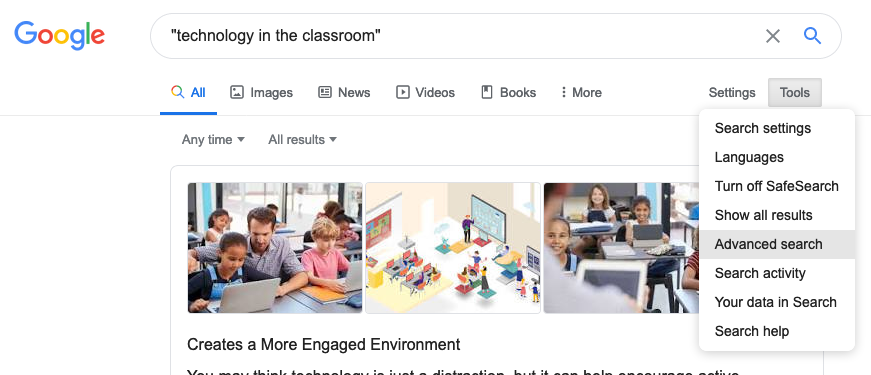 Google
"technology in the classroom"
All Images News Videos Books More Settings Tools
Any time All results
Search settings
Languages
Turn off SafeSearch
Show all results
Advanced search
Search activity
Your data in Search
Search help
Creates a More Engaged Environment
You may think technology is just a distraction, but it can help encourage active